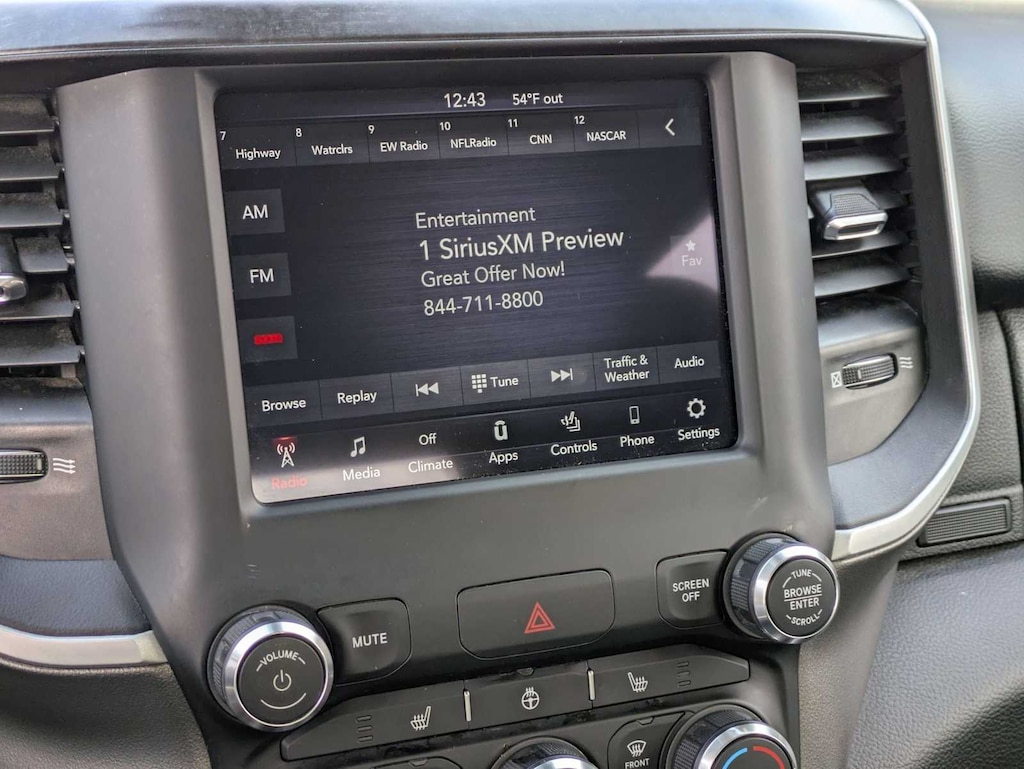 12:43 54°F out
7 Highway
8 Watrclrs
9 EW Radio
10 NFLRadio
11 CNN
12 NASCAR
AM
FM
Entertainment
1 SiriusXM Preview
Great Offer Now!
844-711-8800
Fav
Browse
Replay
Tune
Traffic &
Weather
Audio
Radio
Media
Off
Climate
Apps
Controls
Phone
Settings
VOLUME
MUTE
SCREEN
OFF
TUNE
BROWSE
ENTER
SCROLL
FRONT